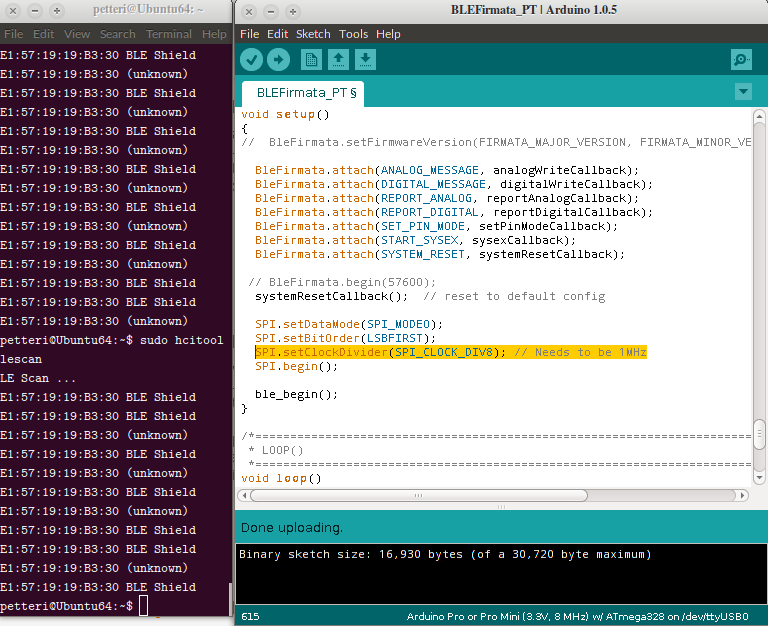 petteri@Ubuntu64: ~
File Edit View Search Terminal Help
E1:57:19:19:B3:30 BLE Shield
E1:57:19:19:B3:30 (unknown)
E1:57:19:19:B3:30 BLE Shield
E1:57:19:19:B3:30 (unknown)
E1:57:19:19:B3:30 BLE Shield
E1:57:19:19:B3:30 BLE Shield
E1:57:19:19:B3:30 BLE Shield
E1:57:19:19:B3:30 (unknown)
E1:57:19:19:B3:30 BLE Shield
E1:57:19:19:B3:30 (unknown)
E1:57:19:19:B3:30 BLE Shield
E1:57:19:19:B3:30 (unknown)
E1:57:19:19:B3:30 BLE Shield
E1:57:19:19:B3:30 BLE Shield
E1:57:19:19:B3:30 (unknown)
petteri@Ubuntu64:~$ sudo hcitool
lescan
LE Scan ...
E1:57:19:19:B3:30 BLE Shield
E1:57:19:19:B3:30 BLE Shield
E1:57:19:19:B3:30 (unknown)
E1:57:19:19:B3:30 BLE Shield
E1:57:19:19:B3:30 (unknown)
E1:57:19:19:B3:30 BLE Shield
E1:57:19:19:B3:30 BLE Shield
E1:57:19:19:B3:30 BLE Shield
E1:57:19:19:B3:30 BLE Shield
E1:57:19:19:B3:30 (unknown)
E1:57:19:19:B3:30 BLE Shield
petteri@Ubuntu64:~$
BLEFirmata_PT | Arduino 1.0.5
File Edit Sketch Tools Help
BLEFirmata_PT §
void setup()
{
//  BleFirmata.setFirmwareVersion(FIRMATA_MAJOR_VERSION, FIRMATA_MINOR_VE
BleFirmata.attach(ANALOG_MESSAGE, analogWriteCallback);
BleFirmata.attach(DIGITAL_MESSAGE, digitalWriteCallback);
BleFirmata.attach(REPORT_ANALOG, reportAnalogCallback);
BleFirmata.attach(REPORT_DIGITAL, reportDigitalCallback);
BleFirmata.attach(SET_PIN_MODE, setPinModeCallback);
BleFirmata.attach(START_SYSEX, sysexCallback);
BleFirmata.attach(SYSTEM_RESET, systemResetCallback);
// BleFirmata.begin(57600);
systemResetCallback();  // reset to default config
SPI.setDataMode(SPI_MODE0);
SPI.setBitOrder(LSBFIRST);
SPI.setClockDivider(SPI_CLOCK_DIV8); // Needs to be 1MHz
SPI.begin();
ble_begin();
}
/*==========================================================================
* LOOP()
*==========================================================================
void loop()
Done uploading.
Binary sketch size: 16,930 bytes (of a 30,720 byte maximum)
615
Arduino Pro or Pro Mini (3.3V, 8 MHz) w/ ATmega328 on /dev/ttyUSB0